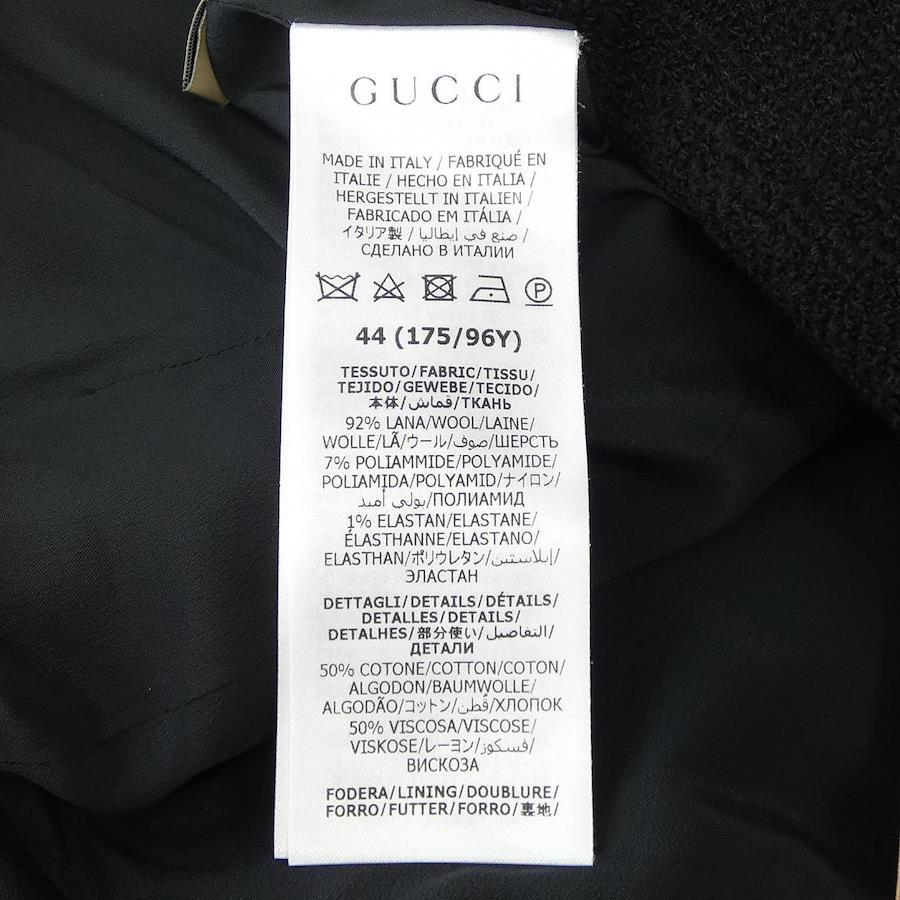 GUCCI
MADE IN ITALY / FABRIQUÉ EN
ITALIE / HECHO EN ITALIA /
HERGESTELLT IN ITALIEN /
FABRICADO EM ITÁLIA /
イタリア製 / صنع في إيطاليا /
СДЕЛАНО В ИТАЛИИ
P
44 (175/96Y)
TESSUTO/FABRIC/TISSU/
TEJIDO/GEWEBE/TECIDO/
本体/قماش/ТКАНЬ
92% LANA/WOOL/LAINE/
WOLLE/LÃ/ウール/صوف/ШЕРСТЬ
7% POLIAMMIDE/POLYAMIDE/
POLIAMIDA/POLYAMID/ナイロン/
بولي أميد/ПОЛИАМИД
1% ELASTAN/ELASTANE/
ÉLASTHANNE/ELASTANO/
ELASTHAN/ポリウレタン/إيلاستين/
ЭЛАСТАН
DETTAGLI/DETAILS/DÉTAILS/
DETALLES/DETAILS/
DETALHES/部分使い/التفاصيل/
ДЕТАЛИ
50% COTONE/COTTON/COTON/
ALGODON/BAUMWOLLE/
ALGODÃO/コットン/قطن/ХЛОПОК
50% VISCOSA/VISCOSE/
VISKOSE/レーヨン/فسكوز/
ВИСКОЗА
FODERA/LINING/DOUBLURE/
FORRO/FUTTER/FORRO/裏地/